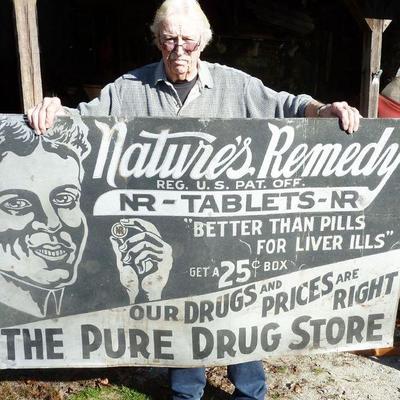 Nature's Remedy
REG. U.S. PAT. OFF.
NR-TABLETS-NR
"BETTER THAN PILLS
FOR LIVER ILLS"
GET A 25¢ BOX
NR
OUR DRUGS AND PRICES ARE RIGHT
THE PURE DRUG STORE